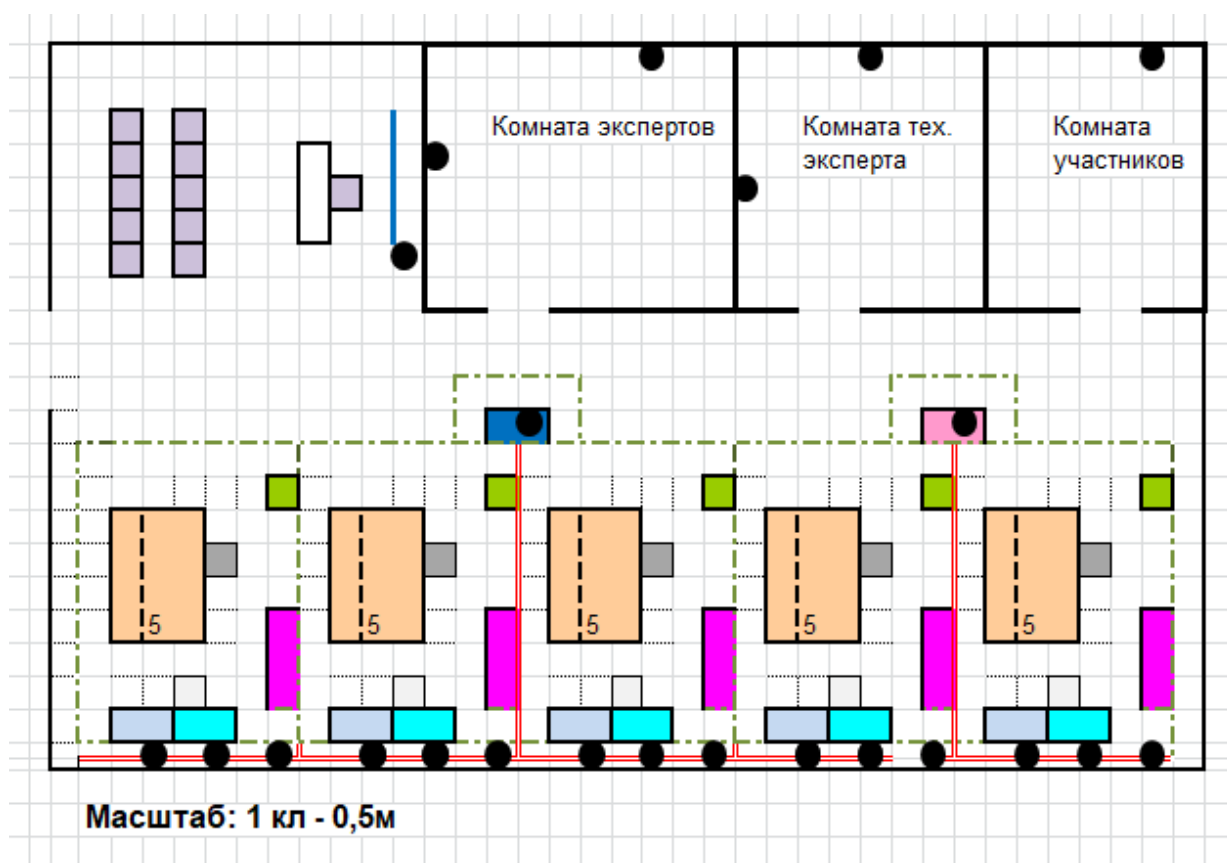 Комната экспертов
Комната тех.
эксперта
Комната
участников
5
5
5
5
5
Масштаб: 1 кл - 0,5м